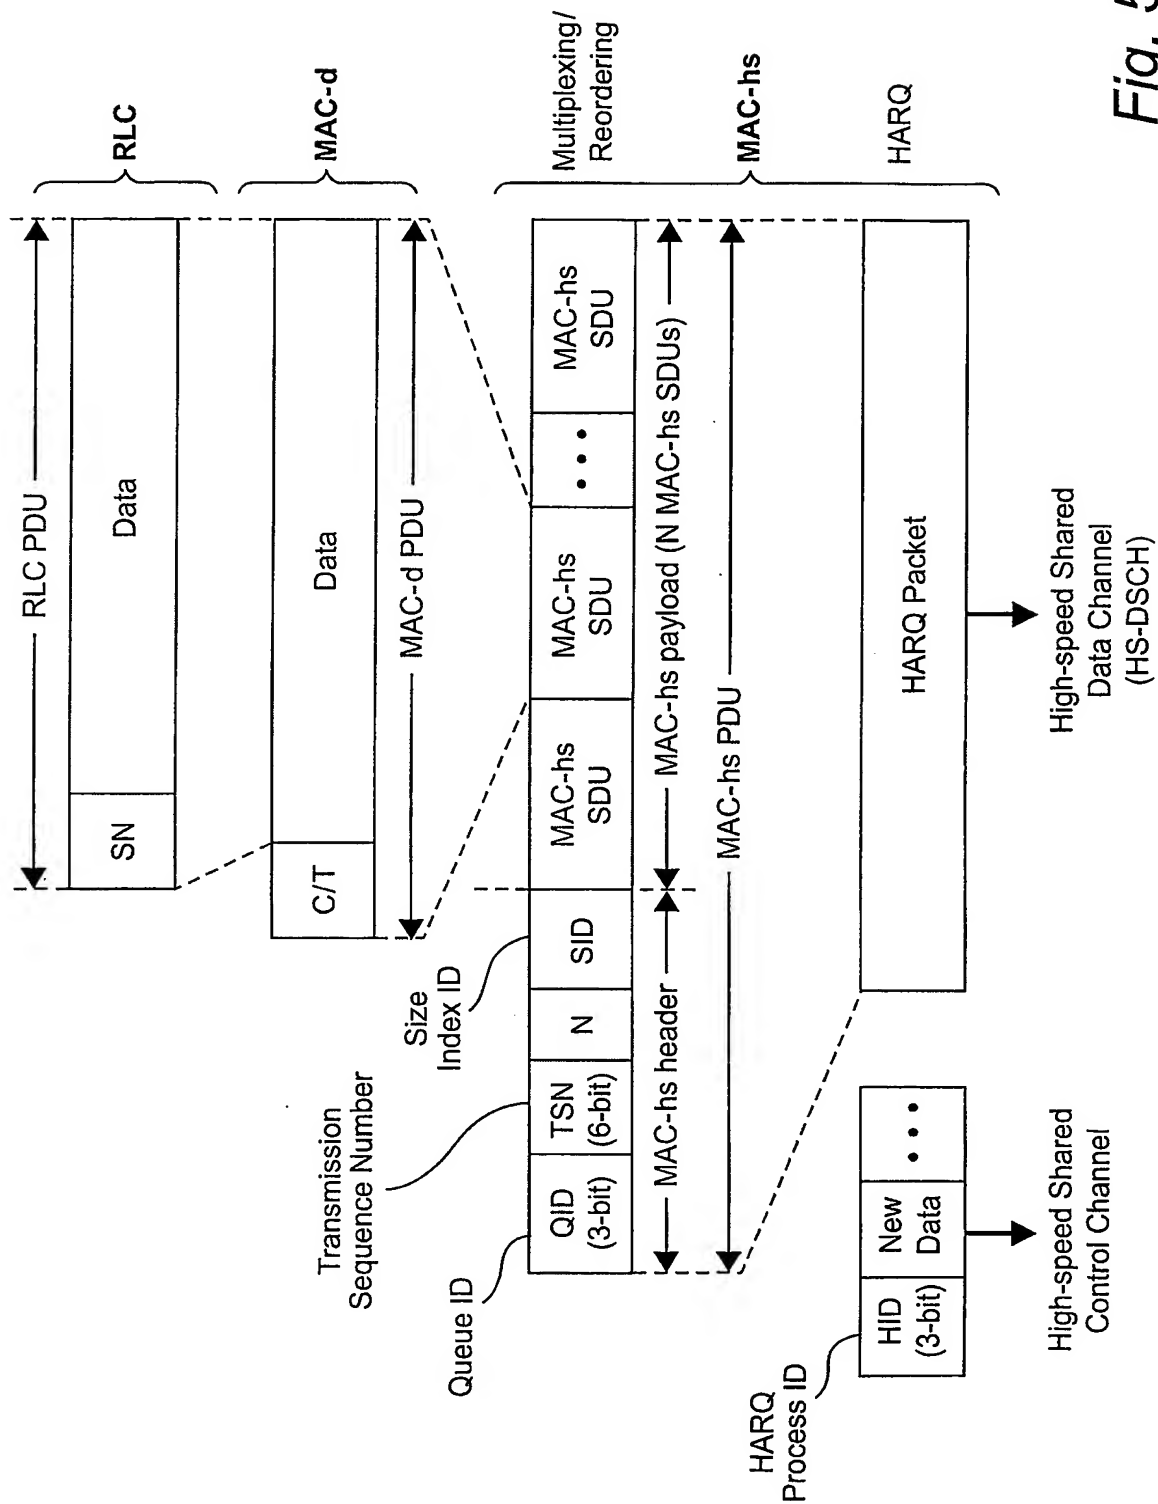 RLC PDU
RLC
SN
Data
MAC-d
C/T
Data
MAC-d PDU
Transmission
Sequence Number
Size
Index ID
Queue ID
Multiplexing/
Reordering
QID
(3-bit)
TSN
(6-bit)
N
SID
MAC-hs
SDU
MAC-hs
SDU
• • •
MAC-hs
SDU
MAC-hs header
MAC-hs payload (N MAC-hs SDUs)
MAC-hs PDU
MAC-hs
HARQ
Process ID
HID
(3-bit)
New
Data
• • • •
HARQ Packet
HARQ
High-speed Shared
Control Channel
High-speed Shared
Data Channel
(HS-DSCH)
Fig. 5